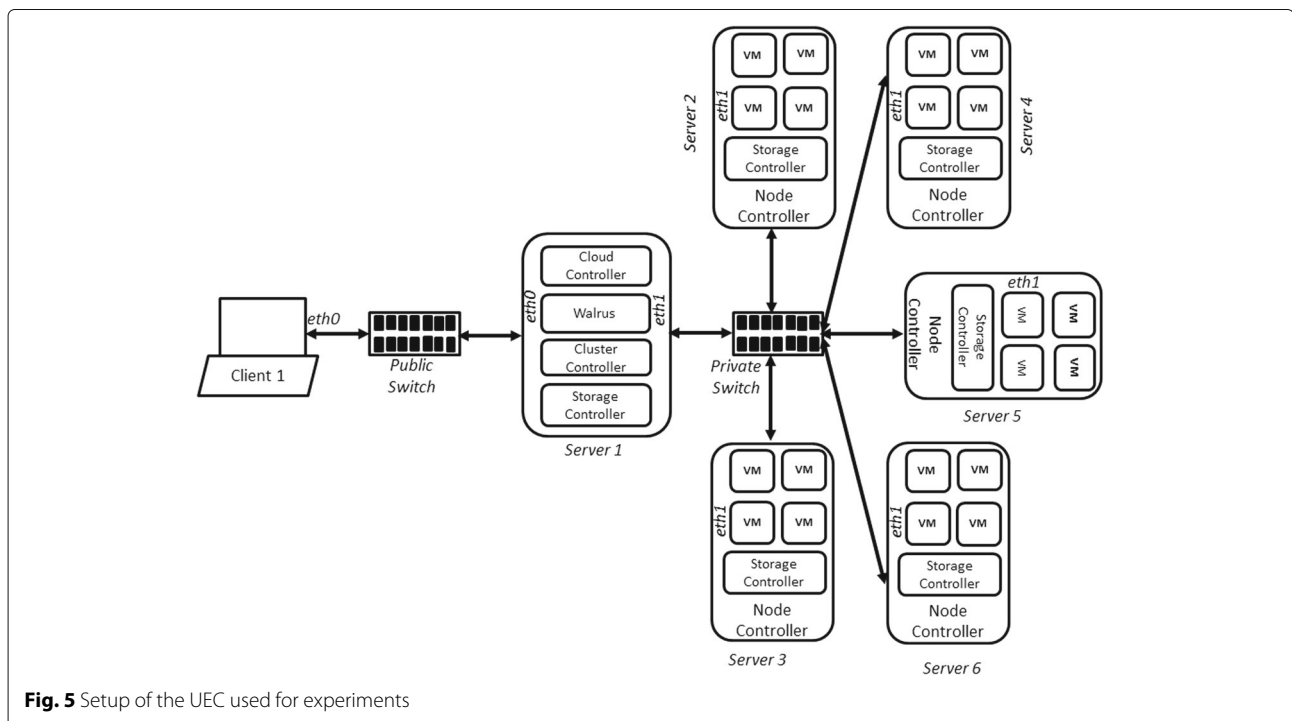 VM VM
VM VM
eth1
Server 2
Storage
Controller
Node
Controller
VM VM
VM VM
eth1
Server 4
Storage
Controller
Node
Controller
Client 1
eth0
Public
Switch
eth0
Cloud
Controller
Walrus
Cluster
Controller
Storage
Controller
eth1
Server 1
Private
Switch
Node
Controller
Storage
Controller
eth1
VM VM
VM VM
Server 5
VM VM
VM VM
eth1
Storage
Controller
Node
Controller
Server 3
VM VM
VM VM
eth1
Storage
Controller
Node
Controller
Server 6
Fig. 5 Setup of the UEC used for experiments